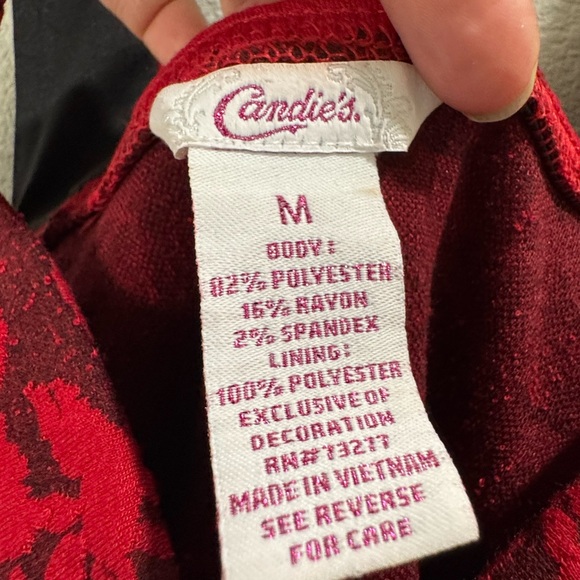 Candie's.
M
BODY:
82% POLYESTER
16% RAYON
2% SPANDEX
LINING:
100% POLYESTER
EXCLUSIVE OF
DECORATION
RN#73277
MADE IN VIETNAM
SEE REVERSE
FOR CARE